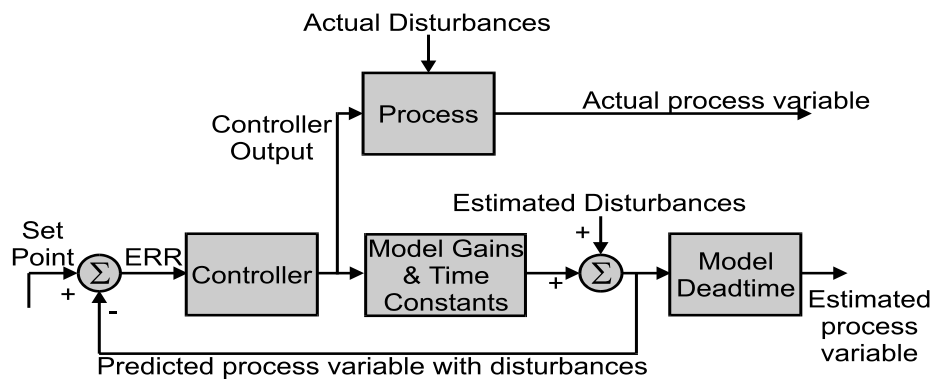 Actual Disturbances
Process
Actual process variable
Controller
Output
Estimated Disturbances
+
Set
Point
+
Σ
-
ERR
Controller
Model Gains
& Time
Constants
+
Σ
Model
Deadtime
Estimated
process
variable
Predicted process variable with disturbances